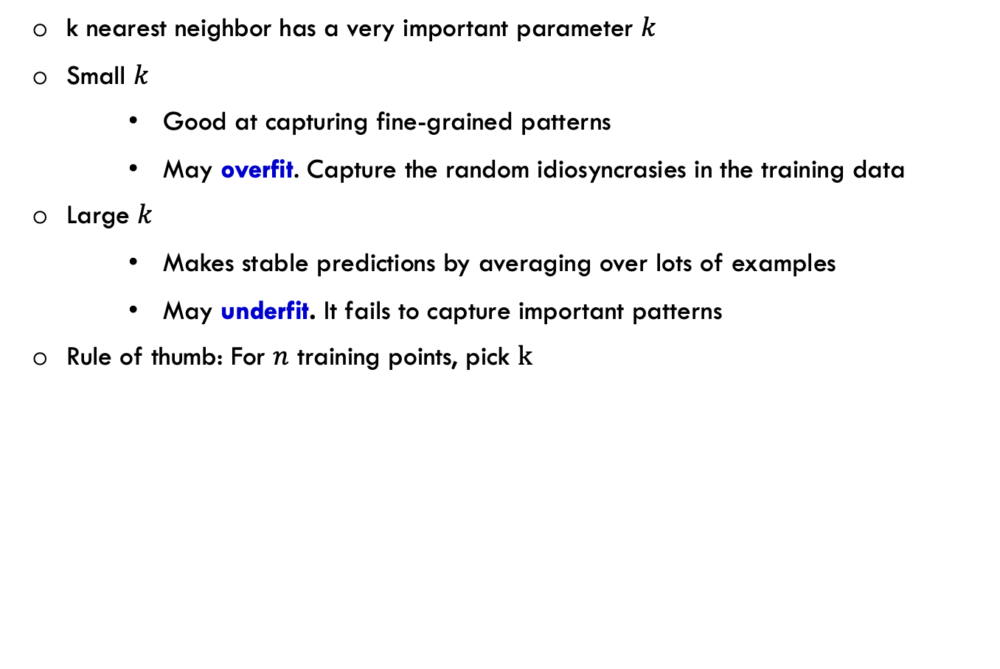 ○ k nearest neighbor has a very important parameter k
○ Small k
• Good at capturing fine-grained patterns
• May overfit. Capture the random idiosyncrasies in the training data
○ Large k
• Makes stable predictions by averaging over lots of examples
• May underfit. It fails to capture important patterns
○ Rule of thumb: For n training points, pick k